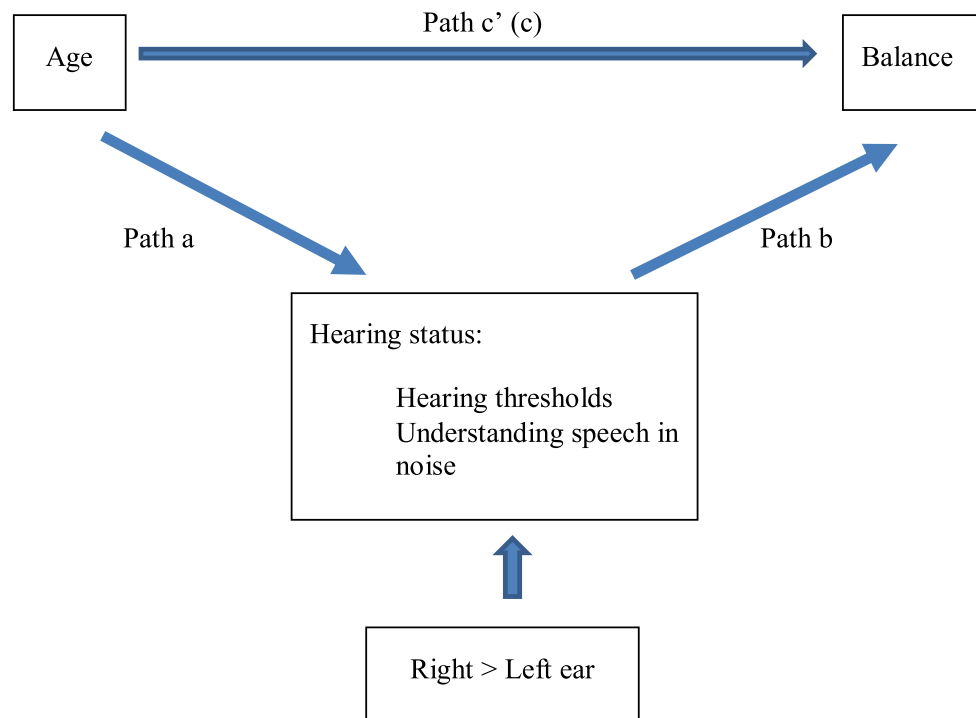 Path c’ (c)
Age
Balance
Path a
Path b
Hearing status:
Hearing thresholds
Understanding speech in
noise
Right > Left ear